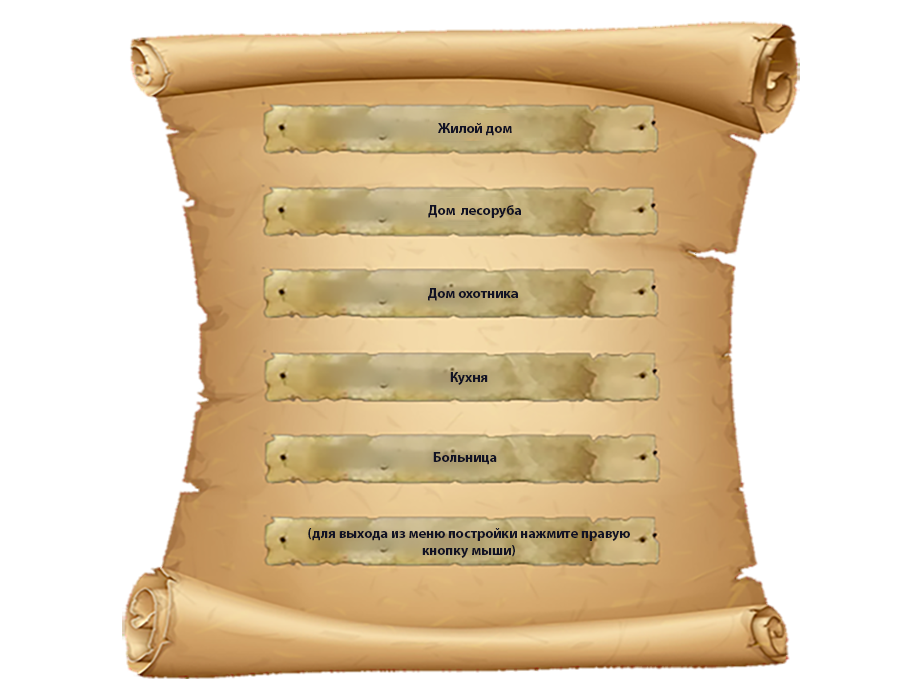 Жилой дом
Дом лесоруба
Дом охотника
Кухня
Больница
(для выхода из меню постройки нажмите правую
кнопку мыши)